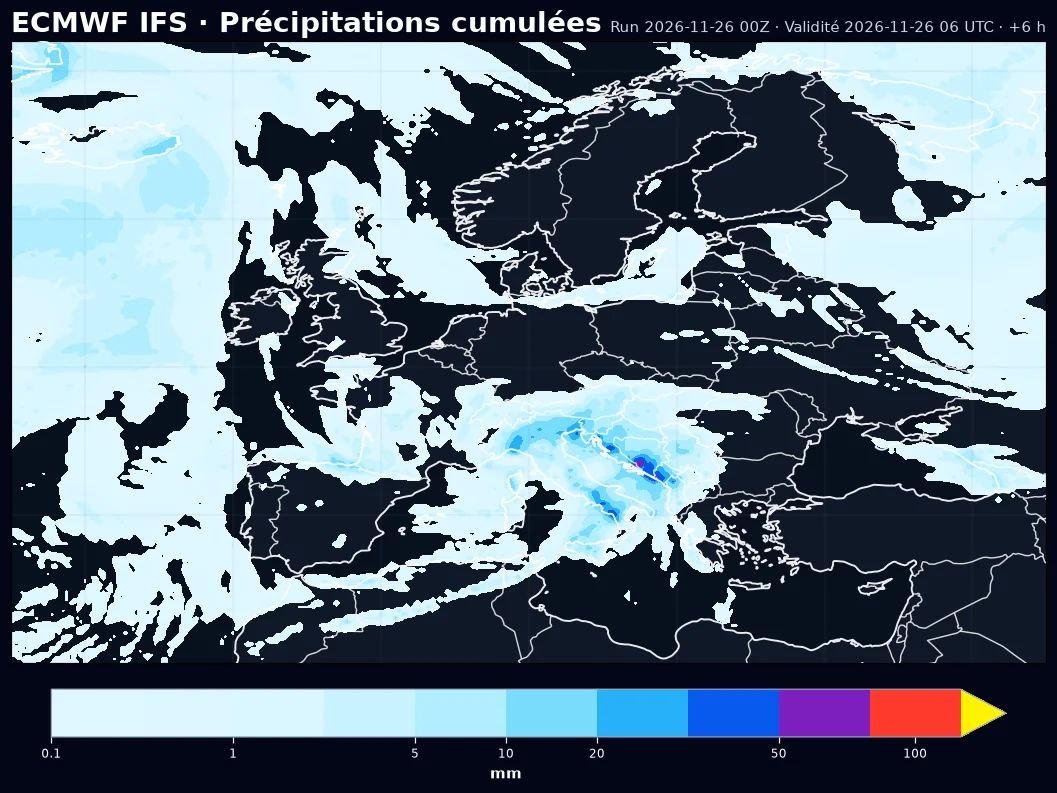 ECMWF IFS · Précipitations cumulées Run 2026-11-26 00Z · Validité 2026-11-26 06 UTC · +6 h
0.1 1 5 10 20 50 100
mm